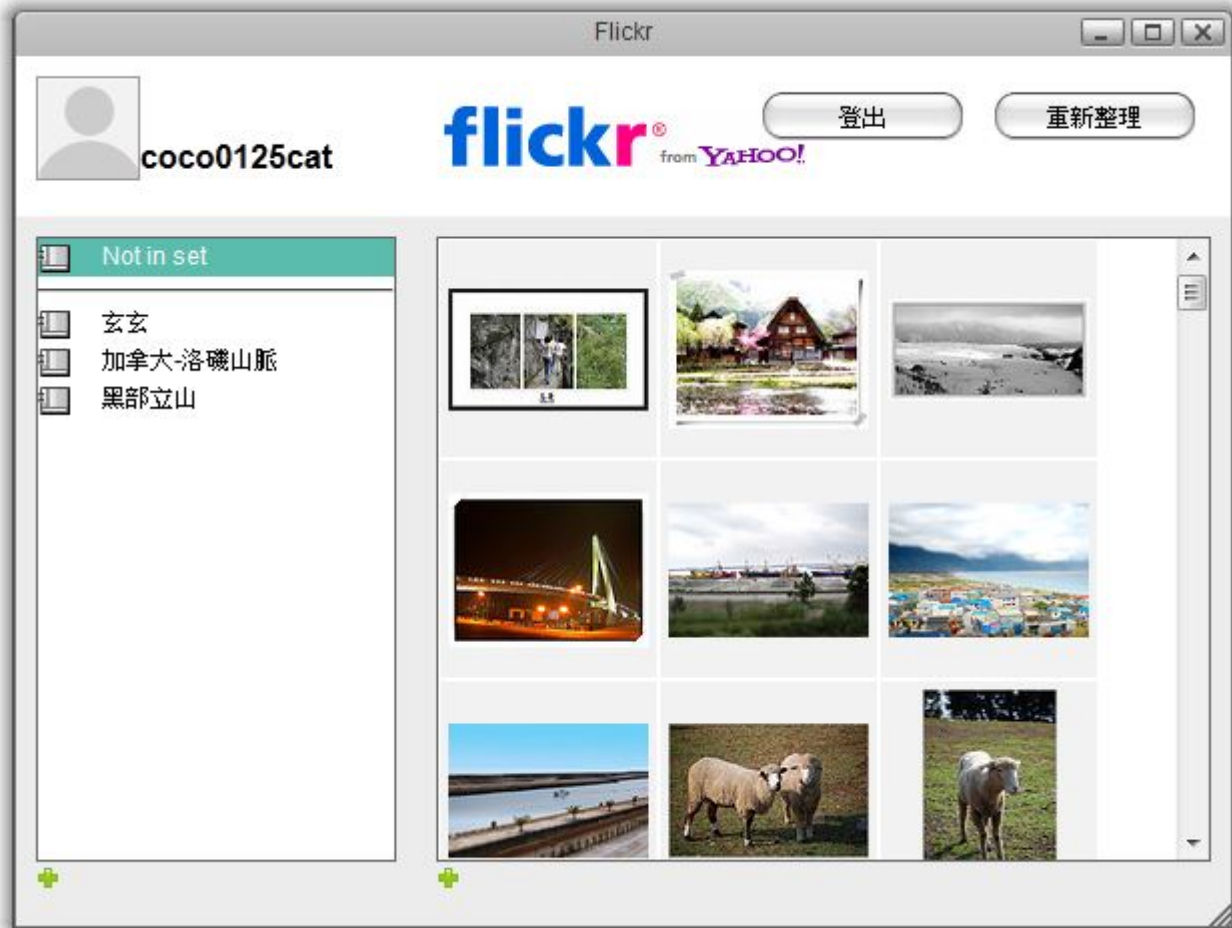 Flickr
coco0125cat
flickr® from YAHOO!
登出
重新整理
Not in set
玄玄
加拿大-洛磯山脈
黑部立山